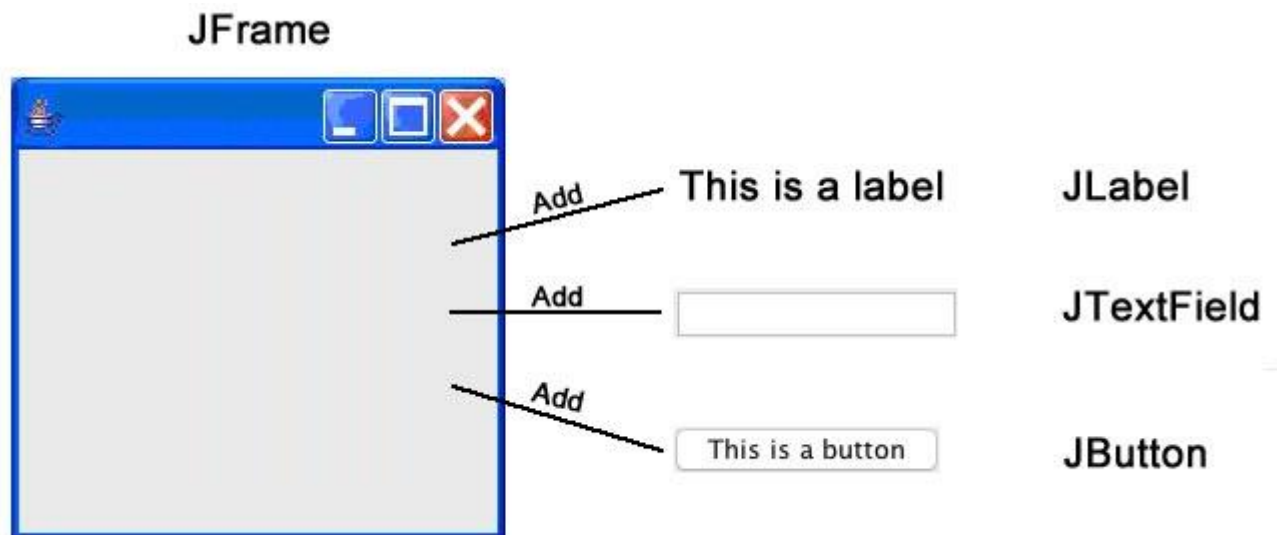 JFrame
Add
This is a label
JLabel
Add
JTextField
Add
This is a button
JButton